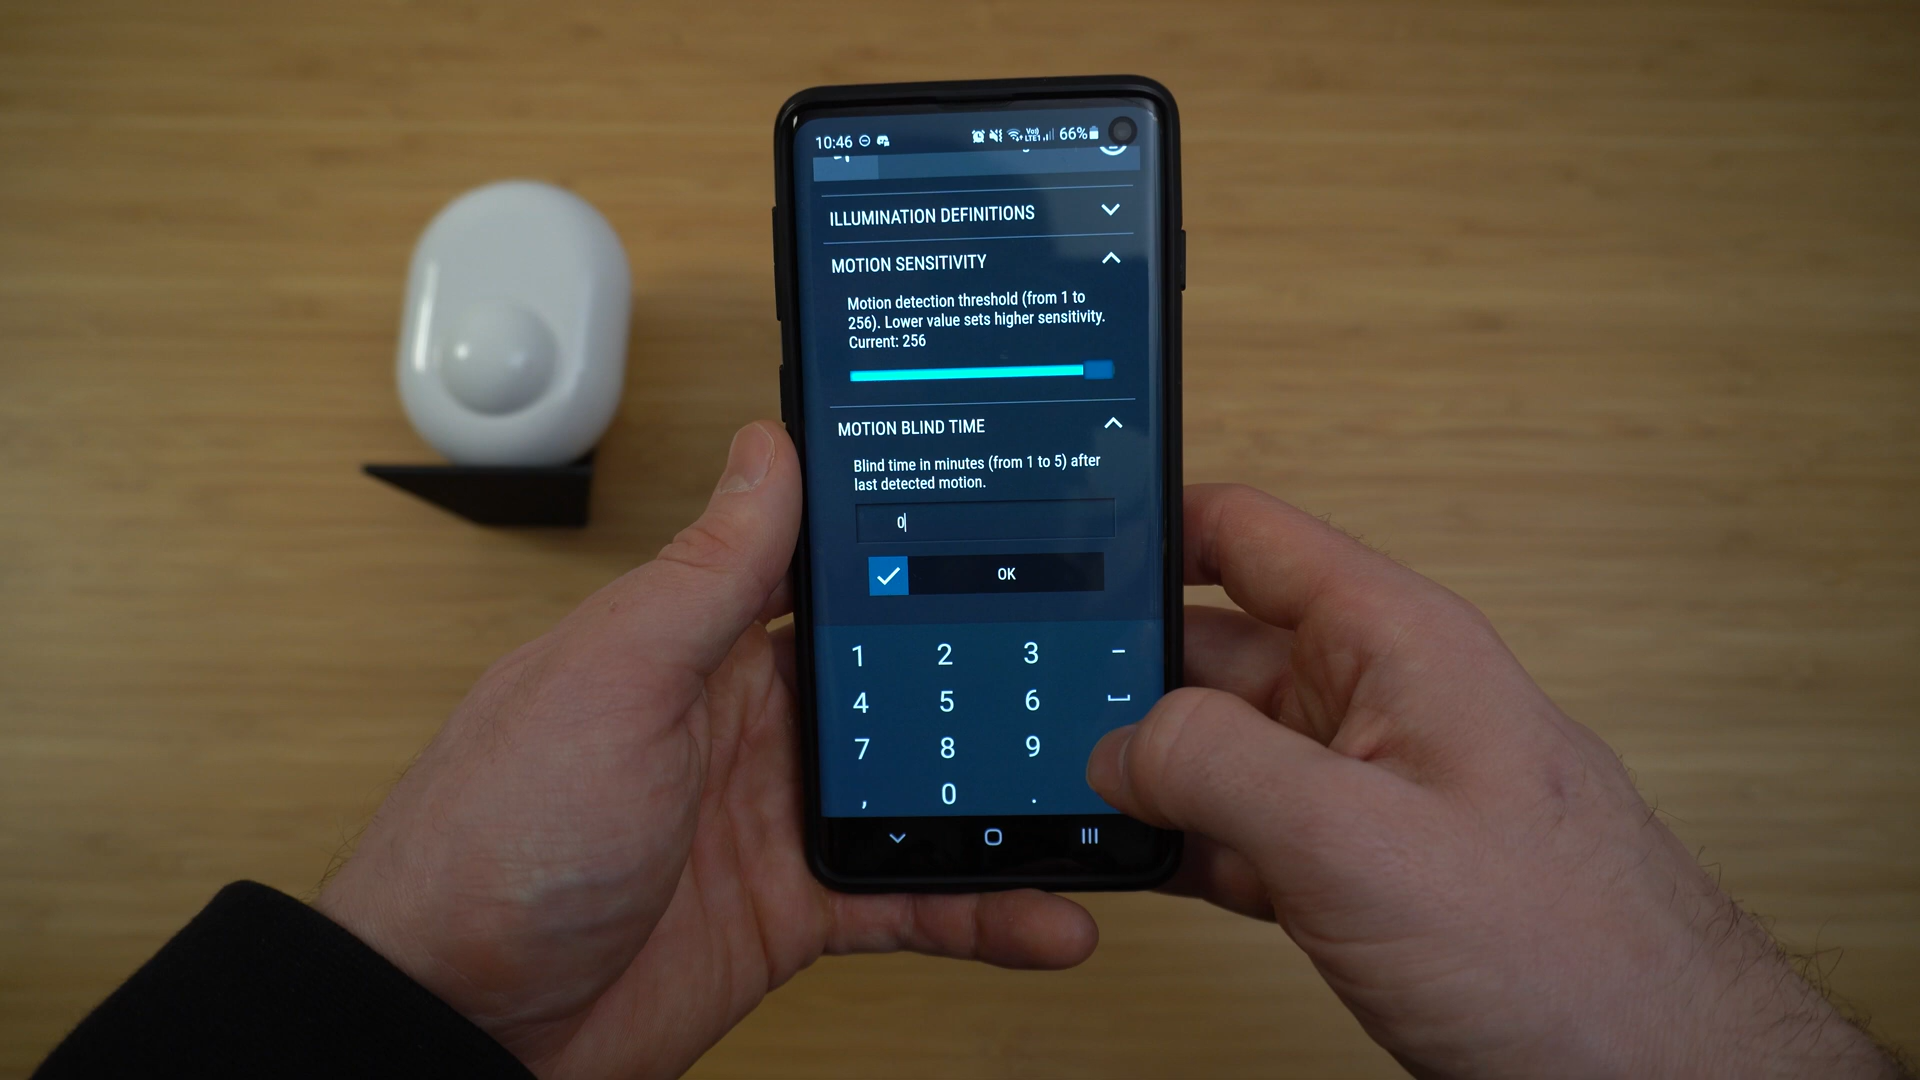 10:46 66%
ILLUMINATION DEFINITIONS
MOTION SENSITIVITY
Motion detection threshold (from 1 to
256). Lower value sets higher sensitivity.
Current: 256
MOTION BLIND TIME
Blind time in minutes (from 1 to 5) after
last detected motion.
0
OK
1 2 3 -
4 5 6
7 8 9
, 0 .